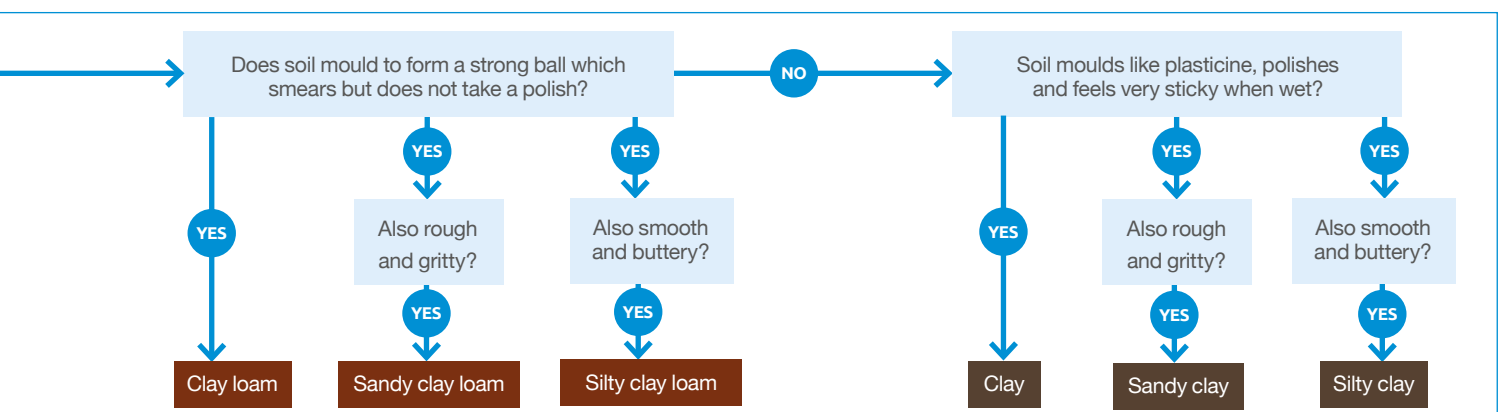 Does soil mould to form a strong ball which
smears but does not take a polish?
NO
Soil moulds like plasticine, polishes
and feels very sticky when wet?
YES
YES
YES
YES
YES
YES
Also rough
and gritty?
Also smooth
and buttery?
Also rough
and gritty?
Also smooth
and buttery?
YES
YES
YES
YES
Clay loam
Sandy clay loam
Silty clay loam
Clay
Sandy clay
Silty clay